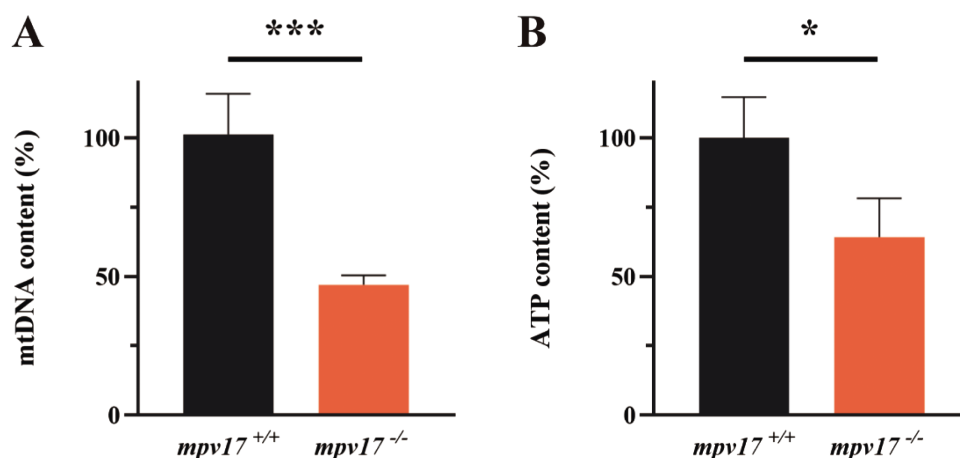 A
***
mtDNA content (%)
100
50
0
mpv17 +/+
mpv17 -/-
B
*
ATP content (%)
100
50
0
mpv17 +/+
mpv17 -/-